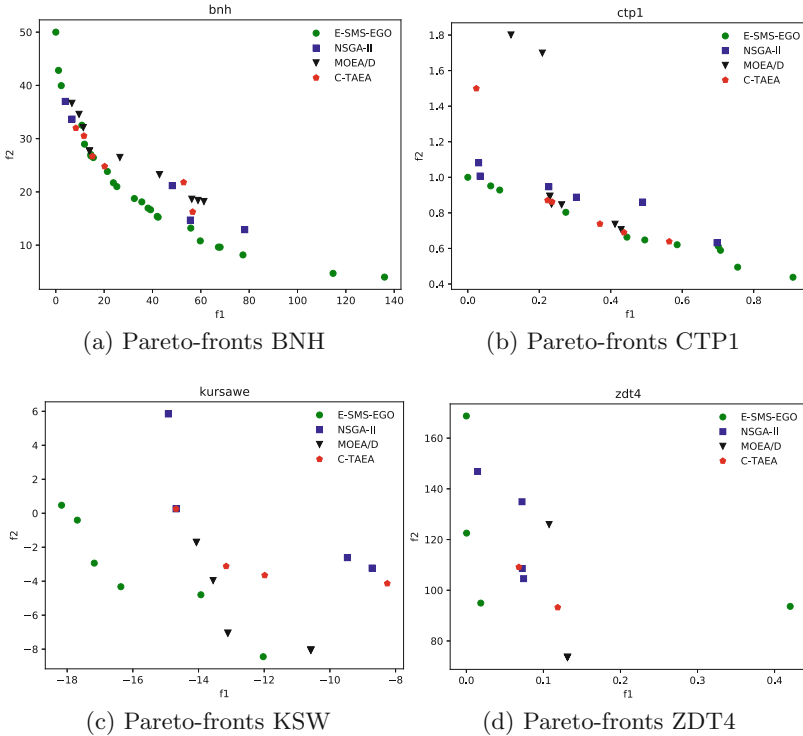 bnh
f2
50
40
30
20
10
0
20
40
60
80
100
120
140
f1
E-SMS-EGO
NSGA-II
MOEA/D
C-TAEA
(a) Pareto-fronts BNH
ctp1
f2
1.8
1.6
1.4
1.2
1.0
0.8
0.6
0.4
0.0
0.2
0.4
0.6
0.8
f1
E-SMS-EGO
NSGA-II
MOEA/D
C-TAEA
(b) Pareto-fronts CTP1
kursawe
f2
6
4
2
0
−2
−4
−6
−8
−18
−16
−14
−12
−10
−8
f1
E-SMS-EGO
NSGA-II
MOEA/D
C-TAEA
(c) Pareto-fronts KSW
zdt4
f2
160
140
120
100
80
0.0
0.1
0.2
0.3
0.4
f1
E-SMS-EGO
NSGA-II
MOEA/D
C-TAEA
(d) Pareto-fronts ZDT4